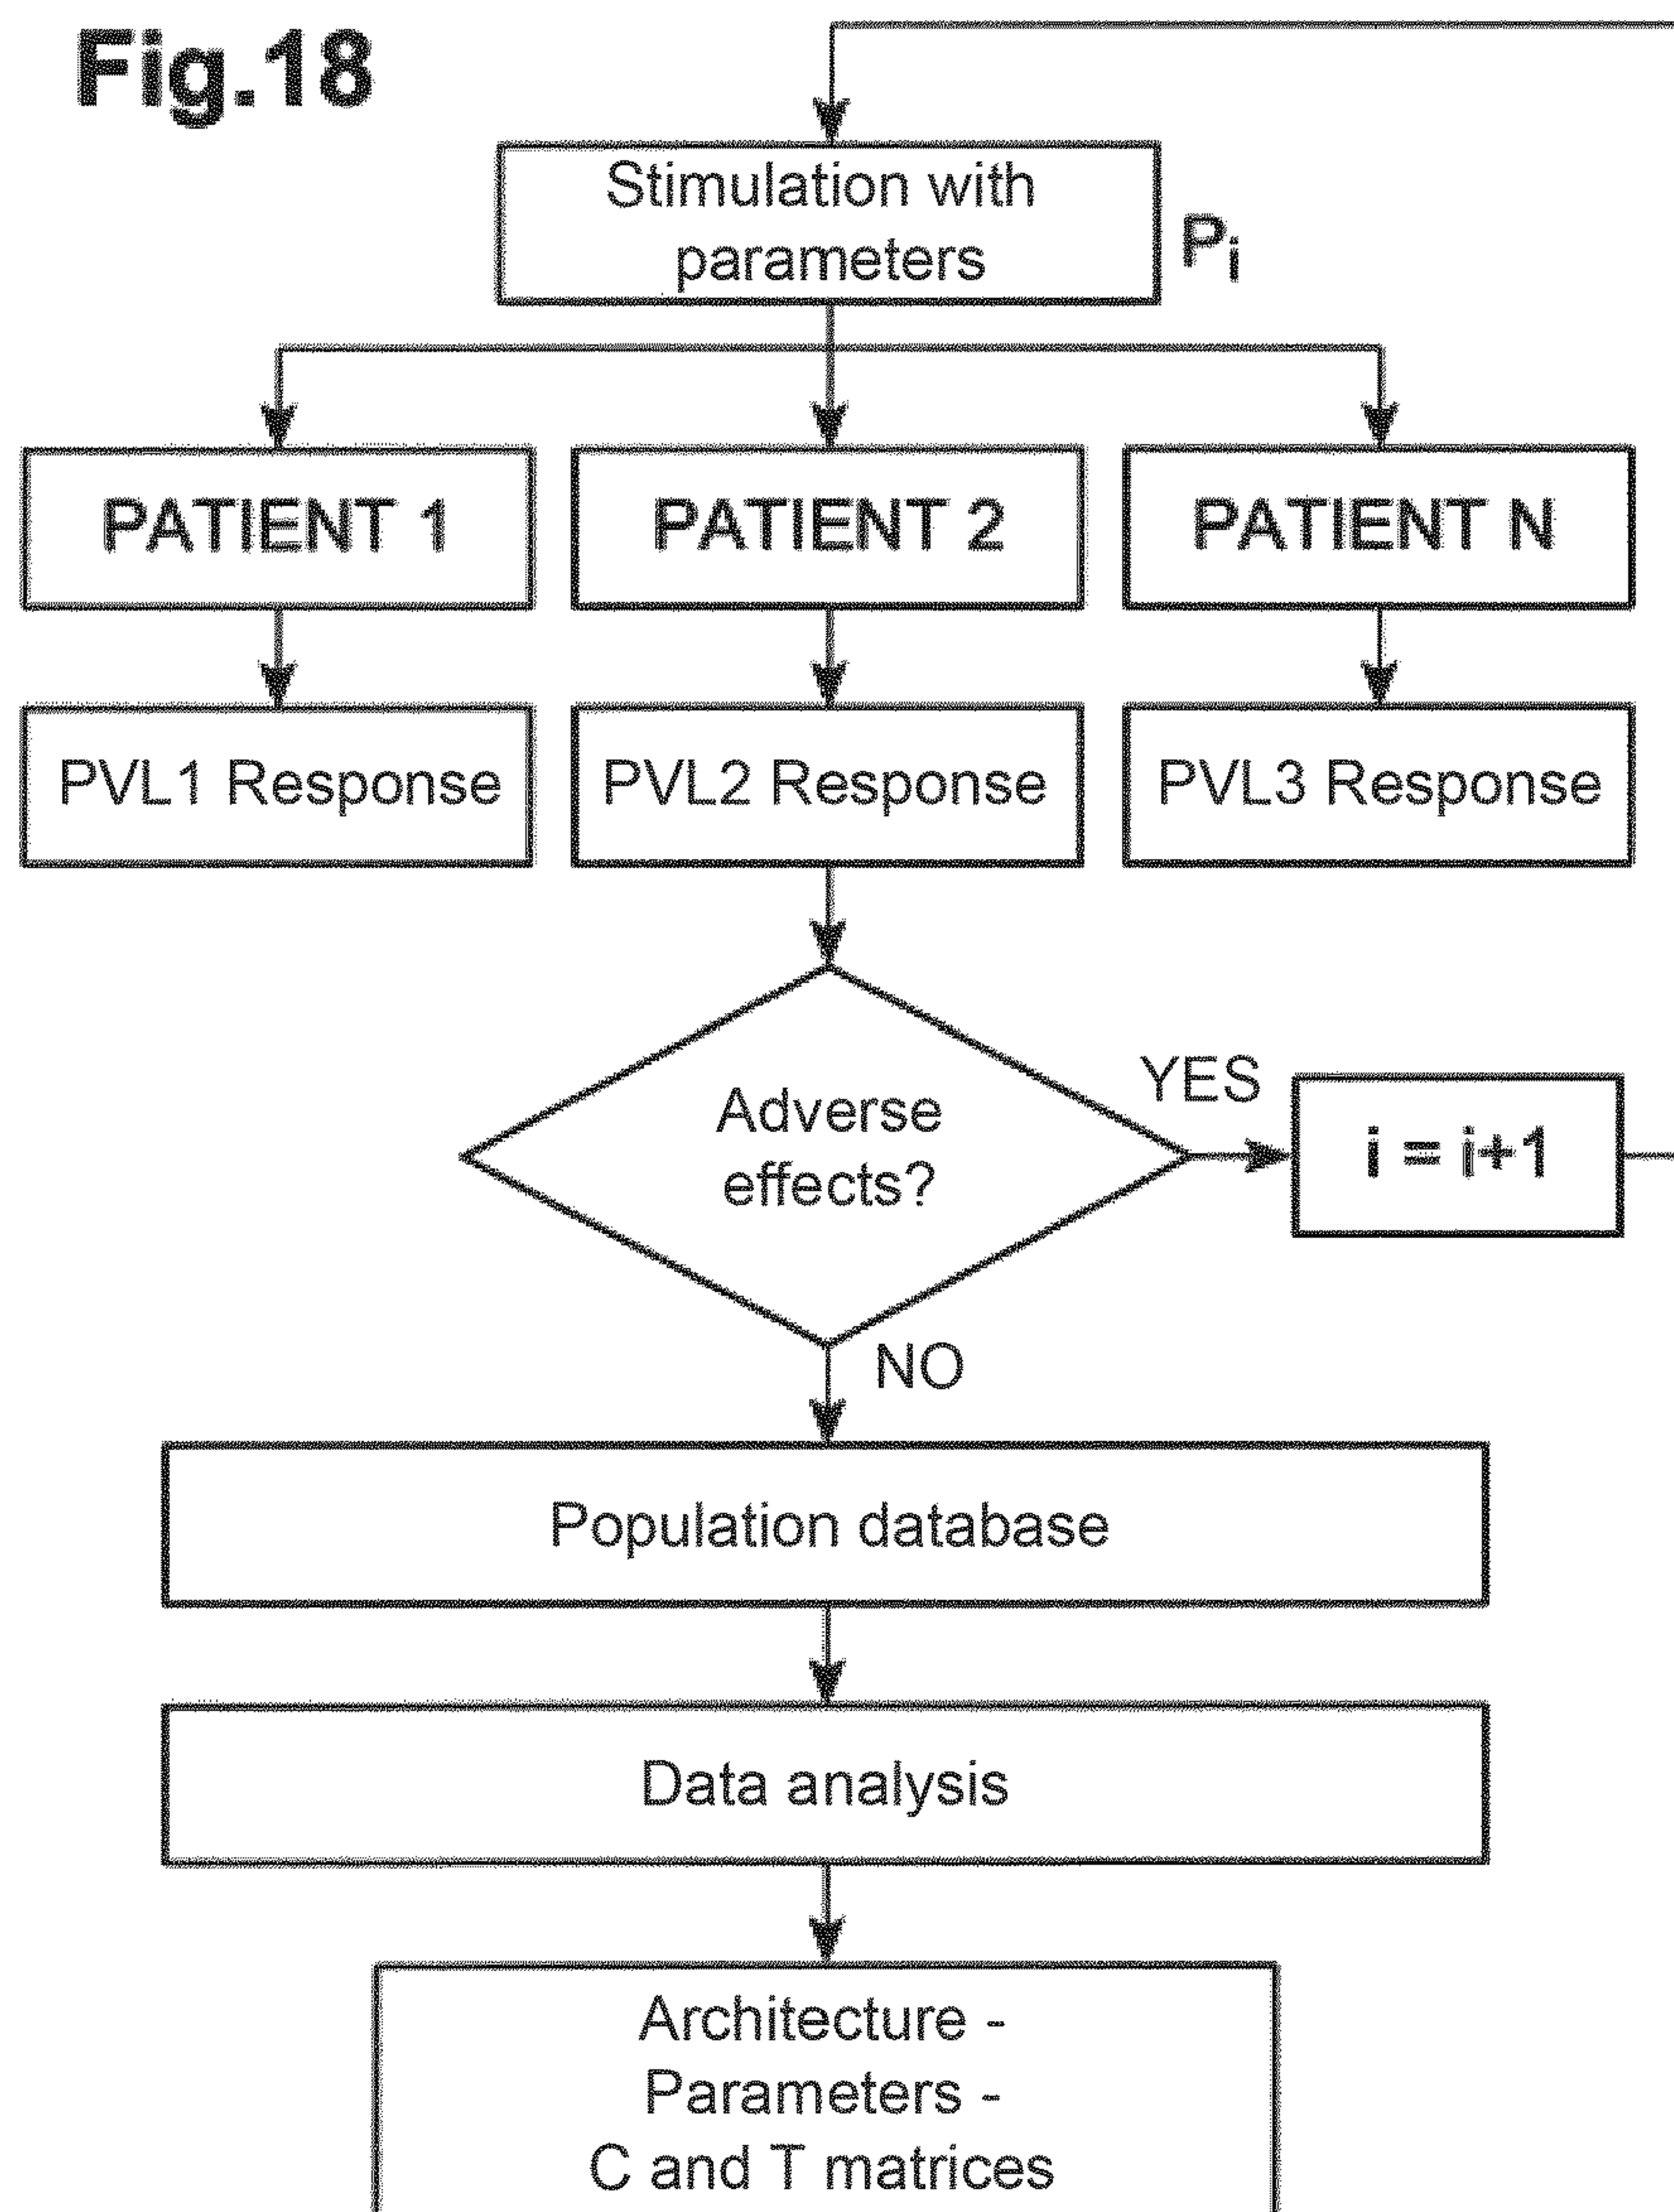 Fig.18
Stimulation with
parameters
Pi
PATIENT 1
PATIENT 2
PATIENT N
PVL1 Response
PVL2 Response
PVL3 Response
Adverse
effects?
YES
i = i+1
NO
Population database
Data analysis
Architecture -
Parameters -
C and T matrices